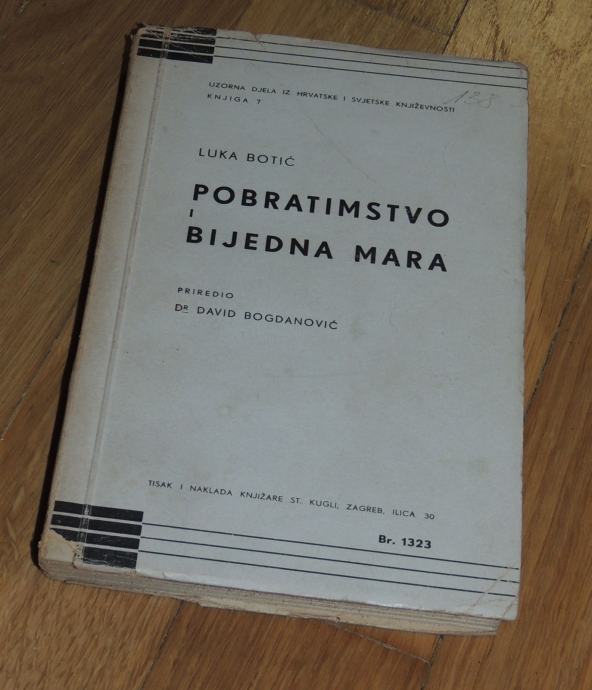 UZORNA DJELA IZ HRVATSKE I SVJETSKE KNJIŽEVNOSTI
KNJIGA 7
138
LUKA BOTIĆ
POBRATIMSTVO
I
BIJEDNA MARA
PRIREDIO
DR DAVID BOGDANOVIĆ
TISAK I NAKLADA KNJIŽARE ST. KUGLI, ZAGREB, ILICA 30
Br. 1323